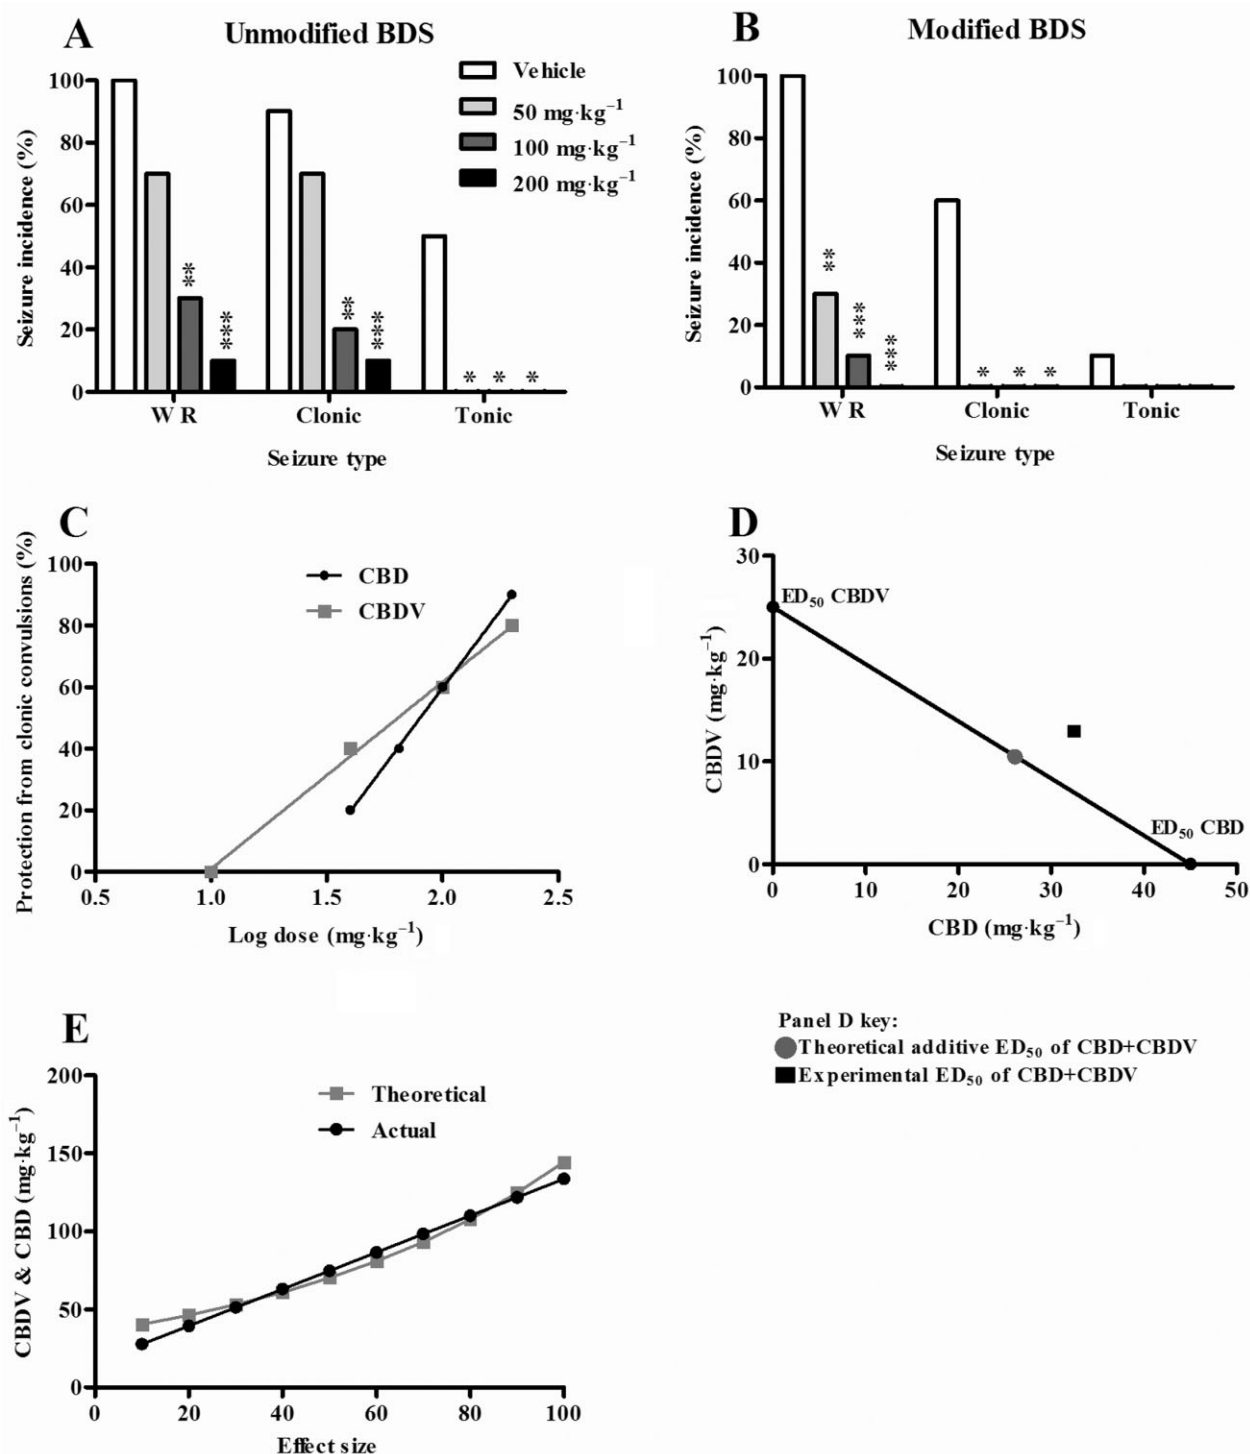 A
Unmodified BDS
Vehicle
50 mg·kg⁻¹
100 mg·kg⁻¹
200 mg·kg⁻¹
Seizure incidence (%)
100
80
60
40
20
0
**
***
**
***
* * *
W R Clonic Tonic
Seizure type
B
Modified BDS
Seizure incidence (%)
100
80
60
40
20
0
**
***
***
* * *
W R Clonic Tonic
Seizure type
C
Protection from clonic convulsions (%)
100
80
60
40
20
0
CBD
CBDV
0.5 1.0 1.5 2.0 2.5
Log dose (mg·kg⁻¹)
D
CBDV (mg·kg⁻¹)
30
20
10
0
ED₅₀ CBDV
ED₅₀ CBD
0 10 20 30 40 50
CBD (mg·kg⁻¹)
Panel D key:
Theoretical additive ED₅₀ of CBD+CBDV
Experimental ED₅₀ of CBD+CBDV
E
CBDV & CBD (mg·kg⁻¹)
200
150
100
50
0
Theoretical
Actual
0 20 40 60 80 100
Effect size